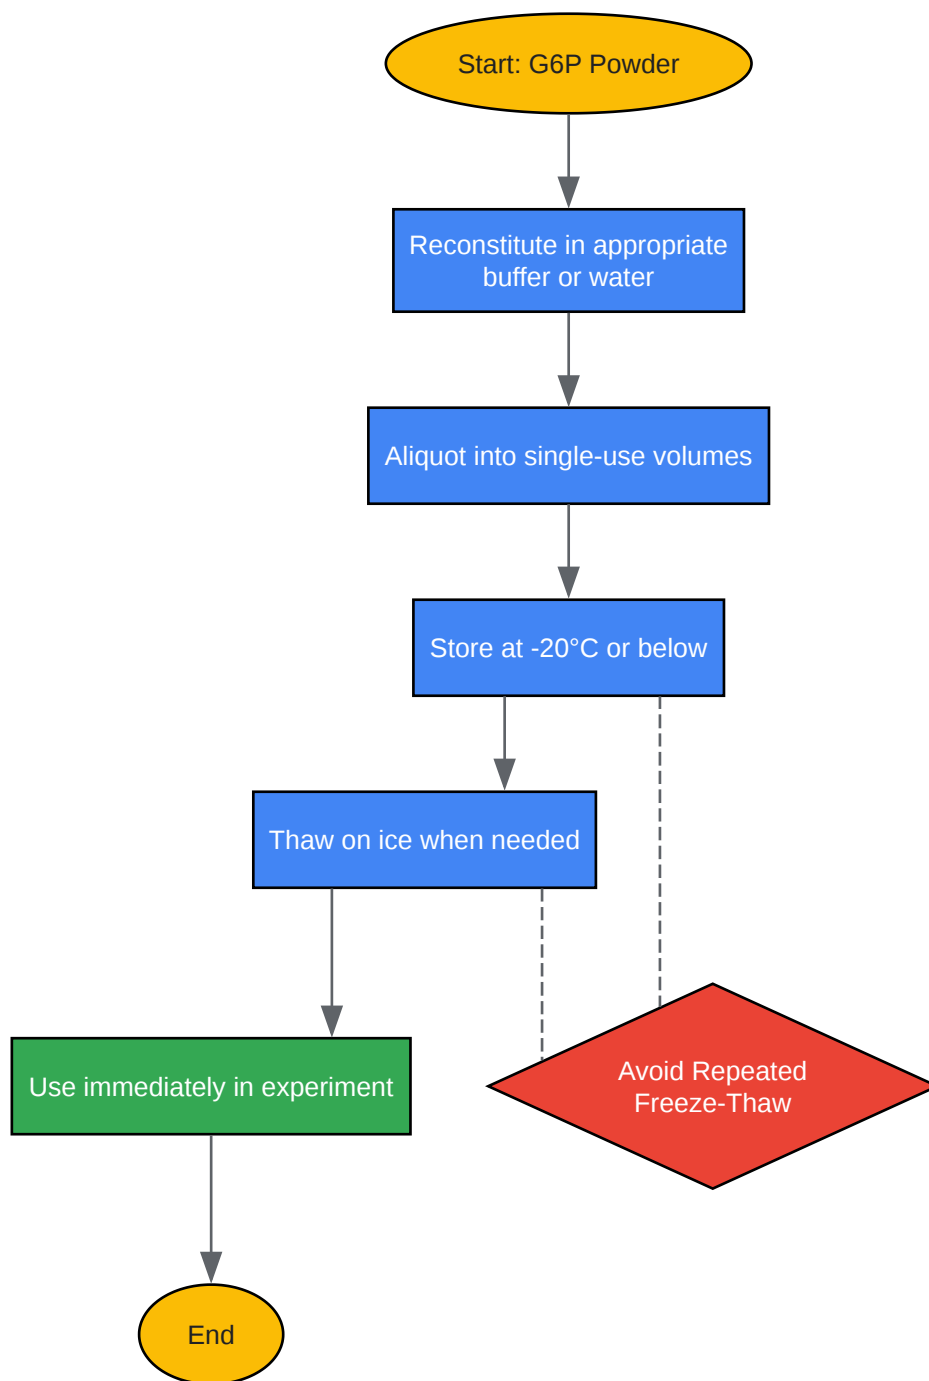 Start: G6P Powder
Reconstitute in appropriate
buffer or water
Aliquot into single-use volumes
Store at -20°C or below
Thaw on ice when needed
Avoid Repeated
Freeze-Thaw
Use immediately in experiment
End